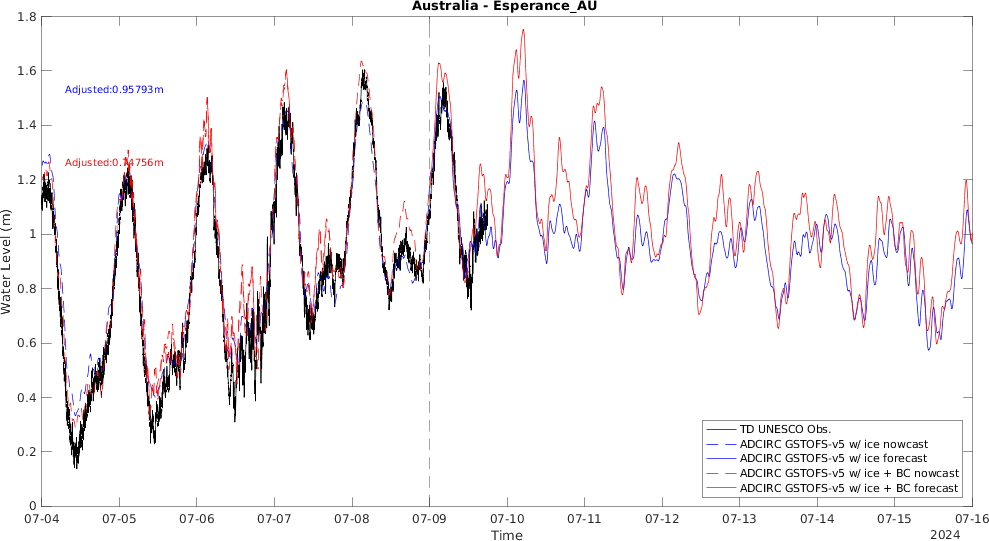 Australia - Esperance_AU
1.8
1.6
1.4
1.2
1
0.8
0.6
0.4
0.2
0
Water Level (m)
Adjusted:0.95793m
Adjusted:0.74756m
TD UNESCO Obs.
ADCIRC GSTOFS-v5 w/ ice nowcast
ADCIRC GSTOFS-v5 w/ ice forecast
ADCIRC GSTOFS-v5 w/ ice + BC nowcast
ADCIRC GSTOFS-v5 w/ ice + BC forecast
07-04 07-05 07-06 07-07 07-08 07-09 07-10 07-11 07-12 07-13 07-14 07-15 07-16
Time
2024